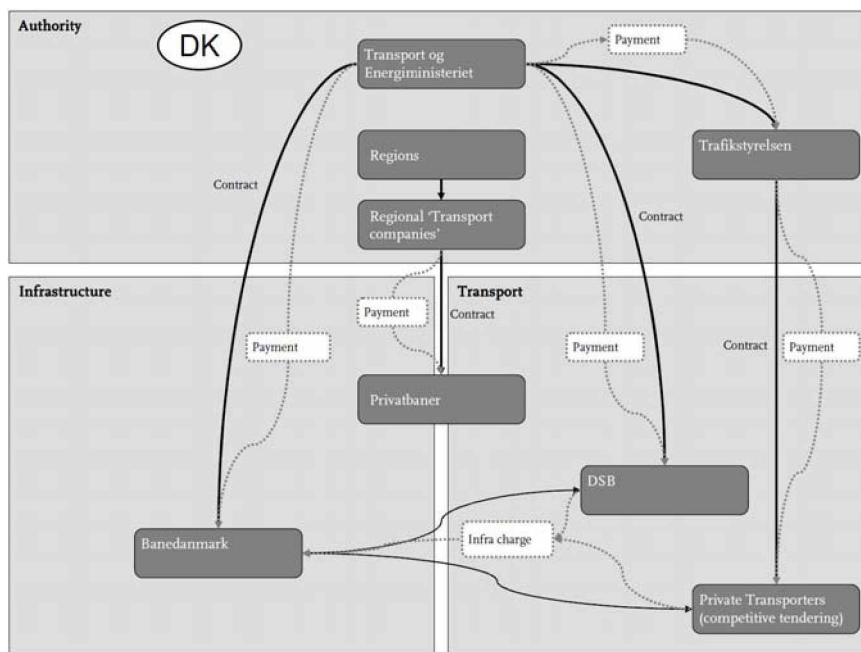 Authority
DK
Payment
Transport og
Energiministeriet
Trafikstyrelsen
Regions
Contract
Regional 'Transport
companies'
Contract
Infrastructure
Transport
Payment
Contract
Payment
Payment
Contract
Payment
Privatbaner
DSB
Banedanmark
Infra charge
Private Transporters
(competitive tendering)